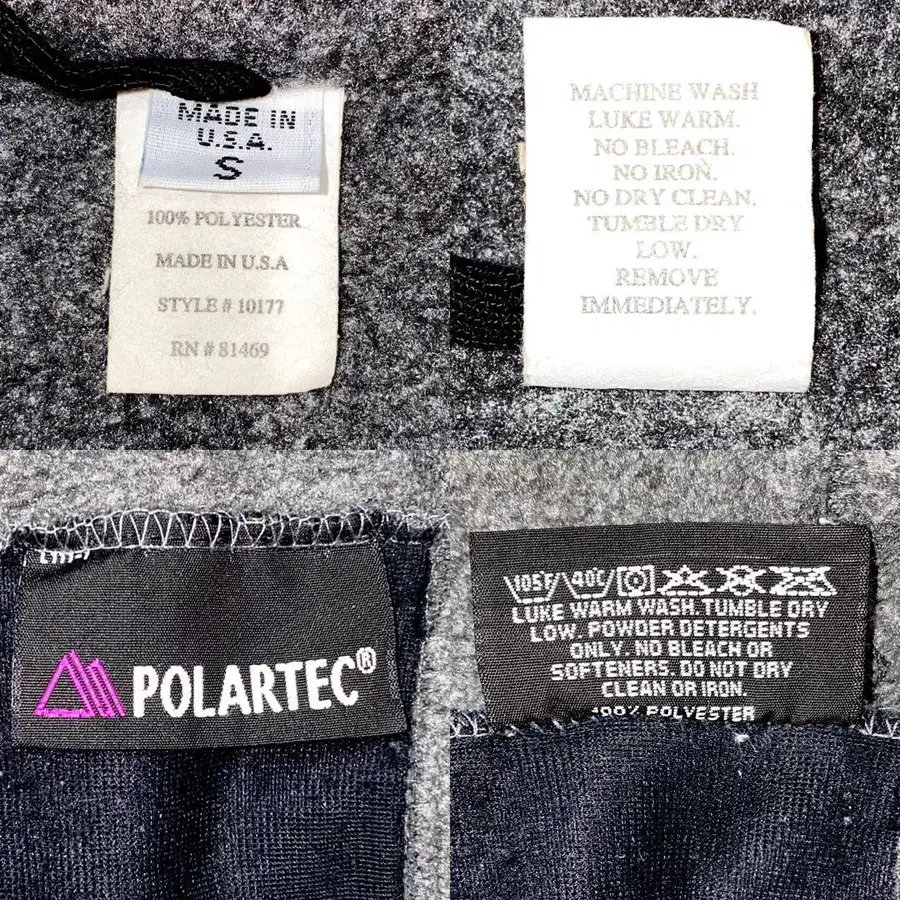 MADE IN
U.S.A.
S
100% POLYESTER
MADE IN U.S.A
STYLE # 10177
RN # 81469
MACHINE WASH
LUKE WARM.
NO BLEACH.
NO IRON.
NO DRY CLEAN.
TUMBLE DRY
LOW.
REMOVE
IMMEDIATELY.
POLARTEC®
105F 40C
LUKE WARM WASH. TUMBLE DRY
LOW. POWDER DETERGENTS
ONLY. NO BLEACH OR
SOFTENERS. DO NOT DRY
CLEAN OR IRON.
100% POLYESTER